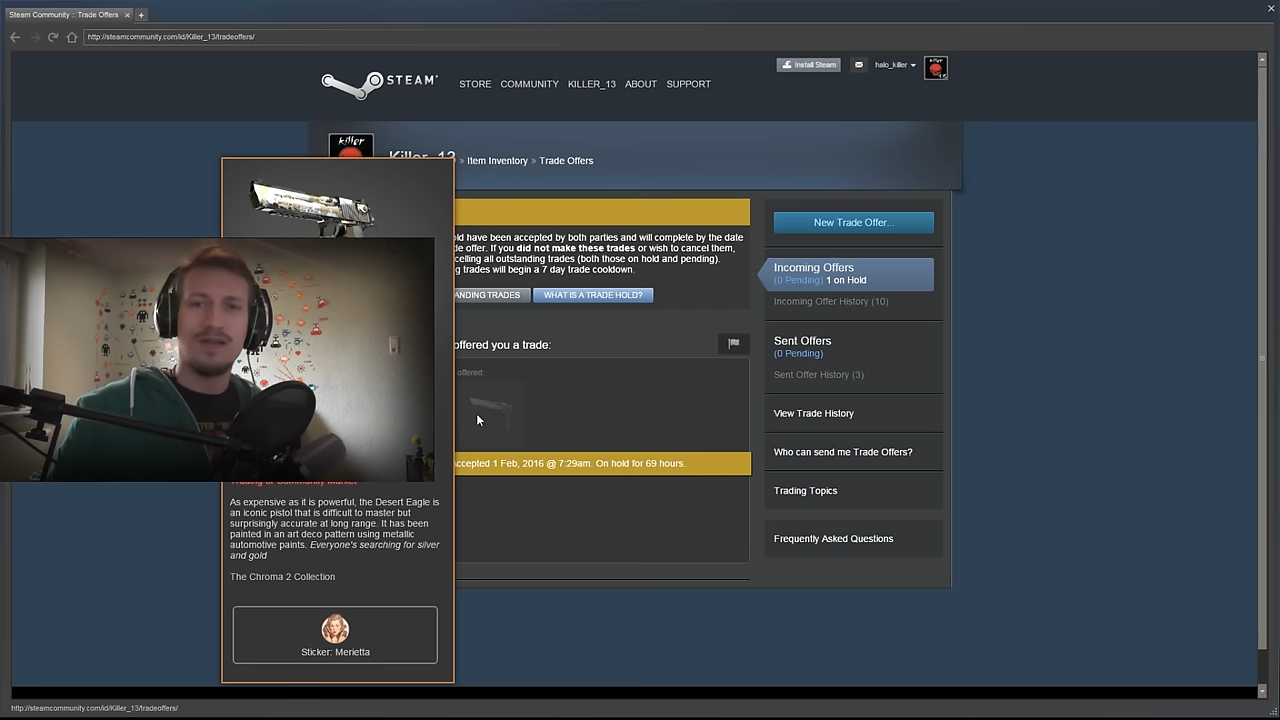 Steam Community :: Trade Offers
http://steamcommunity.com/id/Killer_13/tradeoffers/
Install Steam
halo_killer
STEAM
STORE COMMUNITY KILLER_13 ABOUT SUPPORT
killer
Killer_13 » Item Inventory » Trade Offers
have been accepted by both parties and will complete by the date
offer. If you did not make these trades or wish to cancel them,
all outstanding trades (both those on hold and pending).
trades will begin a 7 day trade cooldown.
TRADES
WHAT IS A TRADE HOLD?
offered you a trade:
offered:
1 Feb, 2016 @ 7:29am. On hold for 69 hours.
New Trade Offer...
Incoming Offers
(0 Pending) 1 on Hold
Incoming Offer History (10)
Sent Offers
(0 Pending)
Sent Offer History (3)
View Trade History
Who can send me Trade Offers?
Trading Topics
Frequently Asked Questions
As expensive as it is powerful, the Desert Eagle is
an iconic pistol that is difficult to master but
surprisingly accurate at long range. It has been
painted in an art deco pattern using metallic
automotive paints. Everyone's searching for silver
and gold
The Chroma 2 Collection
Sticker: Merietta
http://steamcommunity.com/id/Killer_13/tradeoffers/